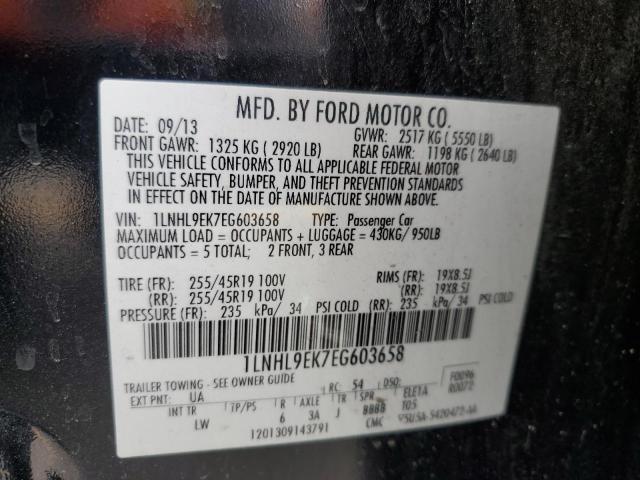 MFD. BY FORD MOTOR CO.
DATE: 09/13 GVWR: 2517 KG ( 5550 LB)
FRONT GAWR: 1325 KG ( 2920 LB) REAR GAWR: 1198 KG ( 2640 LB)
THIS VEHICLE CONFORMS TO ALL APPLICABLE FEDERAL MOTOR
VEHICLE SAFETY, BUMPER, AND THEFT PREVENTION STANDARDS
IN EFFECT ON THE DATE OF MANUFACTURE SHOWN ABOVE.
VIN: 1LNHL9EK7EG603658 TYPE: Passenger Car
MAXIMUM LOAD = OCCUPANTS + LUGGAGE = 430KG/ 950LB
OCCUPANTS = 5 TOTAL; 2 FRONT, 3 REAR
TIRE (FR): 255/45R19 100V RIMS (FR): 19X8.5J
(RR): 255/45R19 100V (RR): 19X8.5J
PRESSURE (FR): 235 kPa/ 34 PSI COLD (RR): 235 kPa/ 34 PSI COLD
1LNHL9EK7EG603658
TRAILER TOWING - SEE OWNER GUIDE RC: 54 DSO: F0096
EXT PNT: UA R0072
INT TR TP/PS R AXLE TR SPR ELETA
LW 6 3A J BBBB T05
1201309143791 CMC